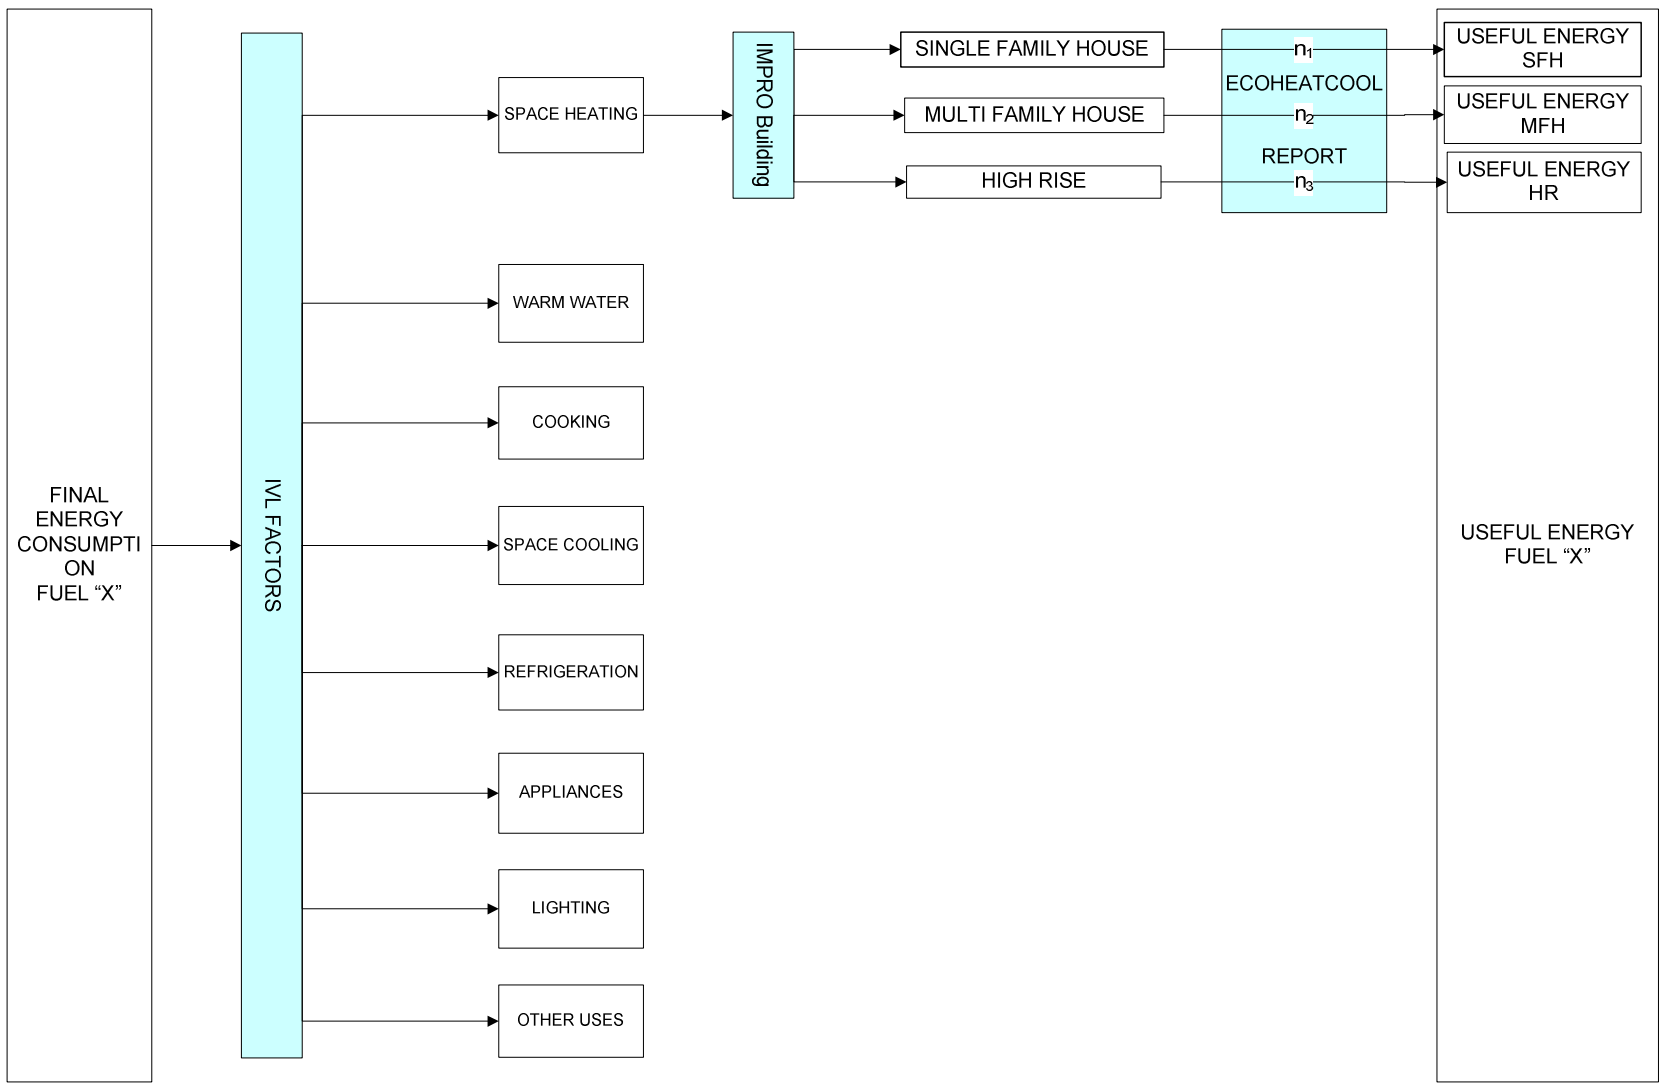 FINAL
ENERGY
CONSUMPTI
ON
FUEL “X”
IVL FACTORS
SPACE HEATING
WARM WATER
COOKING
SPACE COOLING
REFRIGERATION
APPLIANCES
LIGHTING
OTHER USES
IMPRO Building
SINGLE FAMILY HOUSE
MULTI FAMILY HOUSE
HIGH RISE
n₁
ECOHEATCOOL
n₂
REPORT
n₃
USEFUL ENERGY
SFH
USEFUL ENERGY
MFH
USEFUL ENERGY
HR
USEFUL ENERGY
FUEL “X”